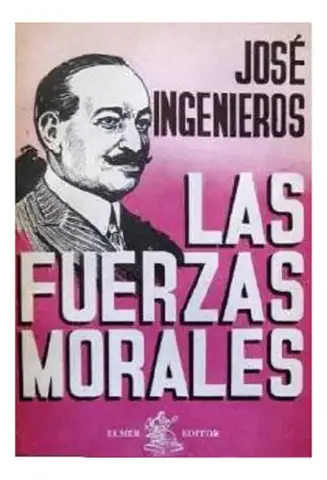 JOSÉ
INGENIEROS
LAS
FUERZAS
MORALES
ELMER EDITOR